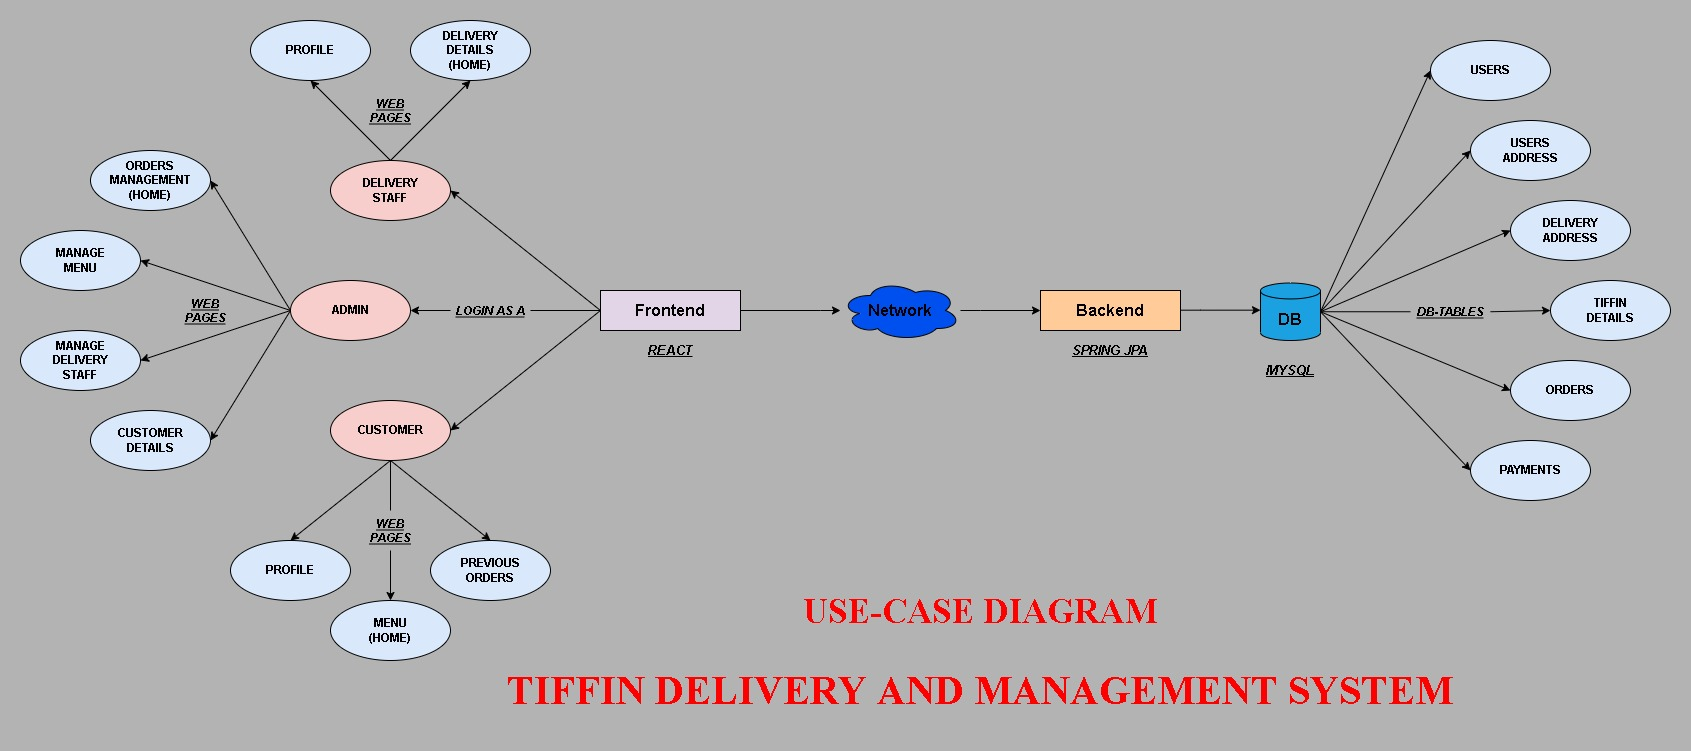 PROFILE
DELIVERY
DETAILS
(HOME)
WEB
PAGES
DELIVERY
STAFF
ORDERS
MANAGEMENT
(HOME)
MANAGE
MENU
WEB
PAGES
MANAGE
DELIVERY
STAFF
CUSTOMER
DETAILS
ADMIN
LOGIN AS A
CUSTOMER
WEB
PAGES
PROFILE
MENU
(HOME)
PREVIOUS
ORDERS
Frontend
REACT
Network
Backend
SPRING JPA
DB
MYSQL
DB-TABLES
USERS
USERS
ADDRESS
DELIVERY
ADDRESS
TIFFIN
DETAILS
ORDERS
PAYMENTS
USE-CASE DIAGRAM
TIFFIN DELIVERY AND MANAGEMENT SYSTEM